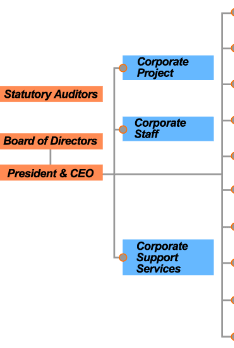 Corporate
Project
Statutory Auditors
Corporate
Staff
Board of Directors
President & CEO
Corporate
Support
Services